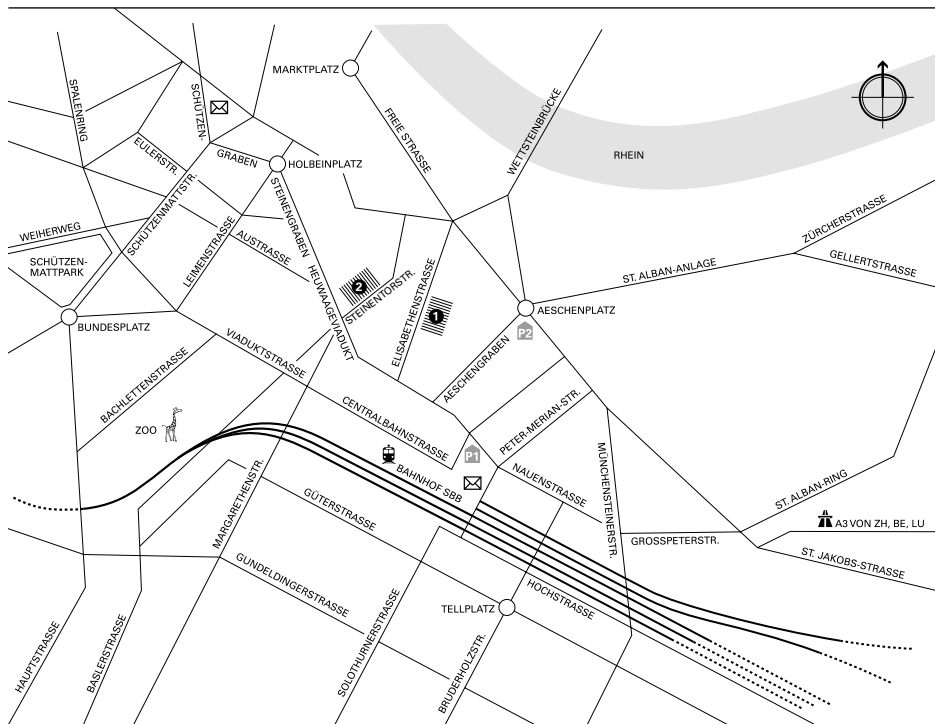 MARKTPLATZ
SPALENRING
SCHÜTZEN-
GRABEN
EULERSTR.
HOLBEINPLATZ
FREIE STRASSE
WETTSTEINBRÜCKE
RHEIN
SCHÜTZENMATTSTR.
STEINENGRABEN
LEIMENSTRASSE
AUSTRASSE
WEIHERWEG
SCHÜTZEN-
MATTPARK
HEUWAAGEVIADUKT
2
STEINENTORSTR.
ELISABETHENSTRASSE
1
ZÜRCHERSTRASSE
GELLERTSTRASSE
ST. ALBAN-ANLAGE
AESCHENPLATZ
P2
BUNDESPLATZ
VIADUKTSTRASSE
BACHLETTENSTRASSE
AESCHENGRABEN
ZOO
CENTRALBAHNSTRASSE
P1
PETER-MERIAN-STR.
BAHNHOF SBB
NAUENSTRASSE
MÜNCHENSTEINERSTR.
ST. ALBAN-RING
MARGARETHENSTR.
GÜTERSTRASSE
A3 VON ZH, BE, LU
GROSSPETERSTR.
ST. JAKOBS-STRASSE
GUNDELDINGERSTRASSE
HOCHSTRASSE
TELLPLATZ
HAUPTSTRASSE
BASLERSTRASSE
SOLOTHURNERSTRASSE
BRUDERHOLZSTR.